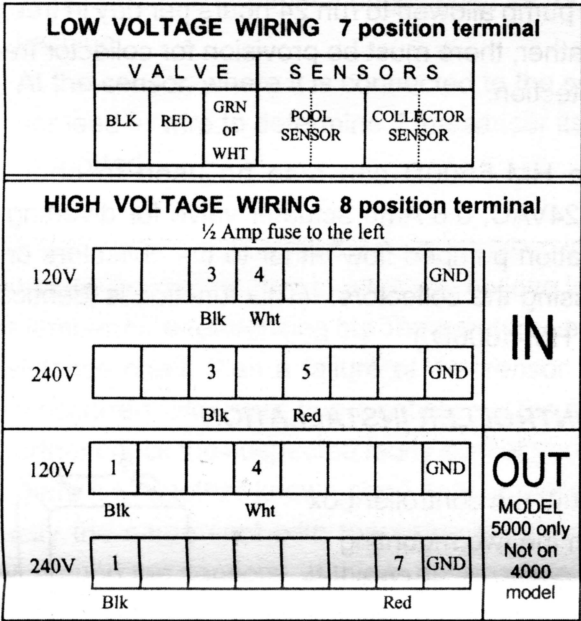 LOW VOLTAGE WIRING 7 position terminal
VALVE SENSORS
BLK RED GRN or WHT POOL SENSOR COLLECTOR SENSOR
HIGH VOLTAGE WIRING 8 position terminal
½ Amp fuse to the left
120V 3 4 GND
Blk Wht
IN
240V 3 5 GND
Blk Red
120V 1 4 GND
Blk Wht
OUT
MODEL
5000 only
Not on
4000
model
240V 1 7 GND
Blk Red